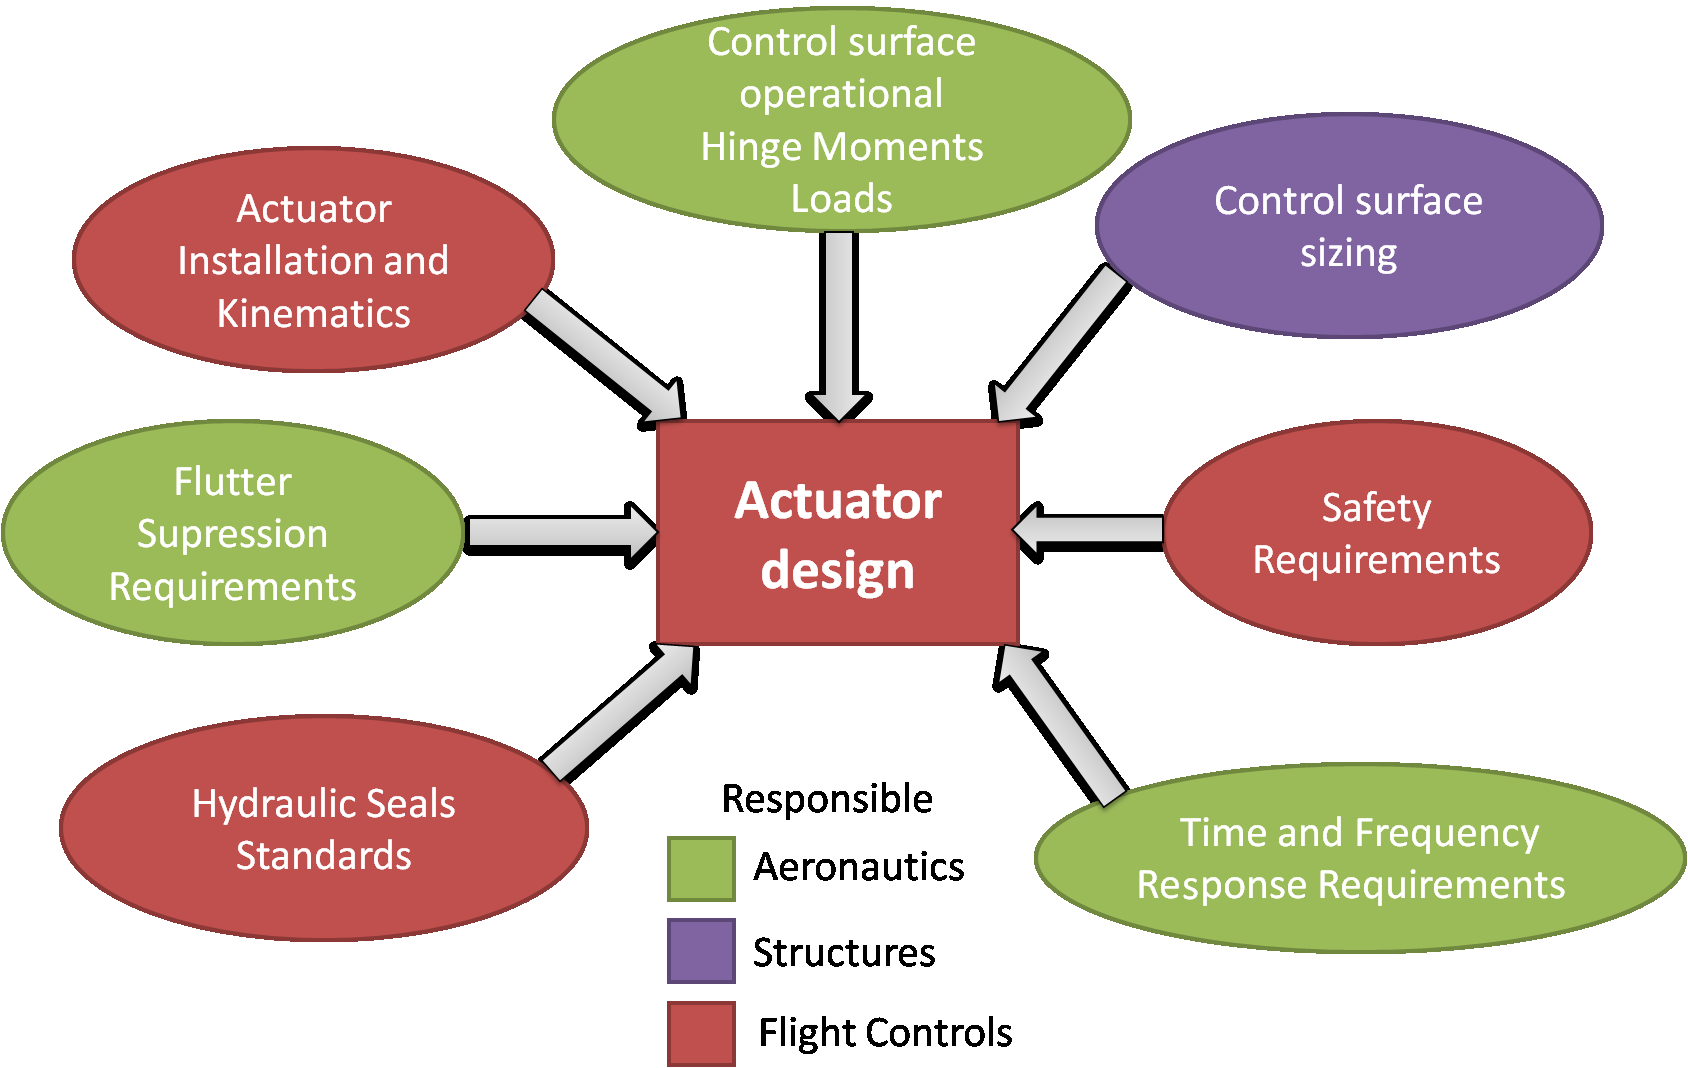 Control surface
operational
Hinge Moments
Loads
Actuator
Installation and
Kinematics
Control surface
sizing
Flutter
Supression
Requirements
Actuator
design
Safety
Requirements
Hydraulic Seals
Standards
Time and Frequency
Response Requirements
Responsible
Aeronautics
Structures
Flight Controls